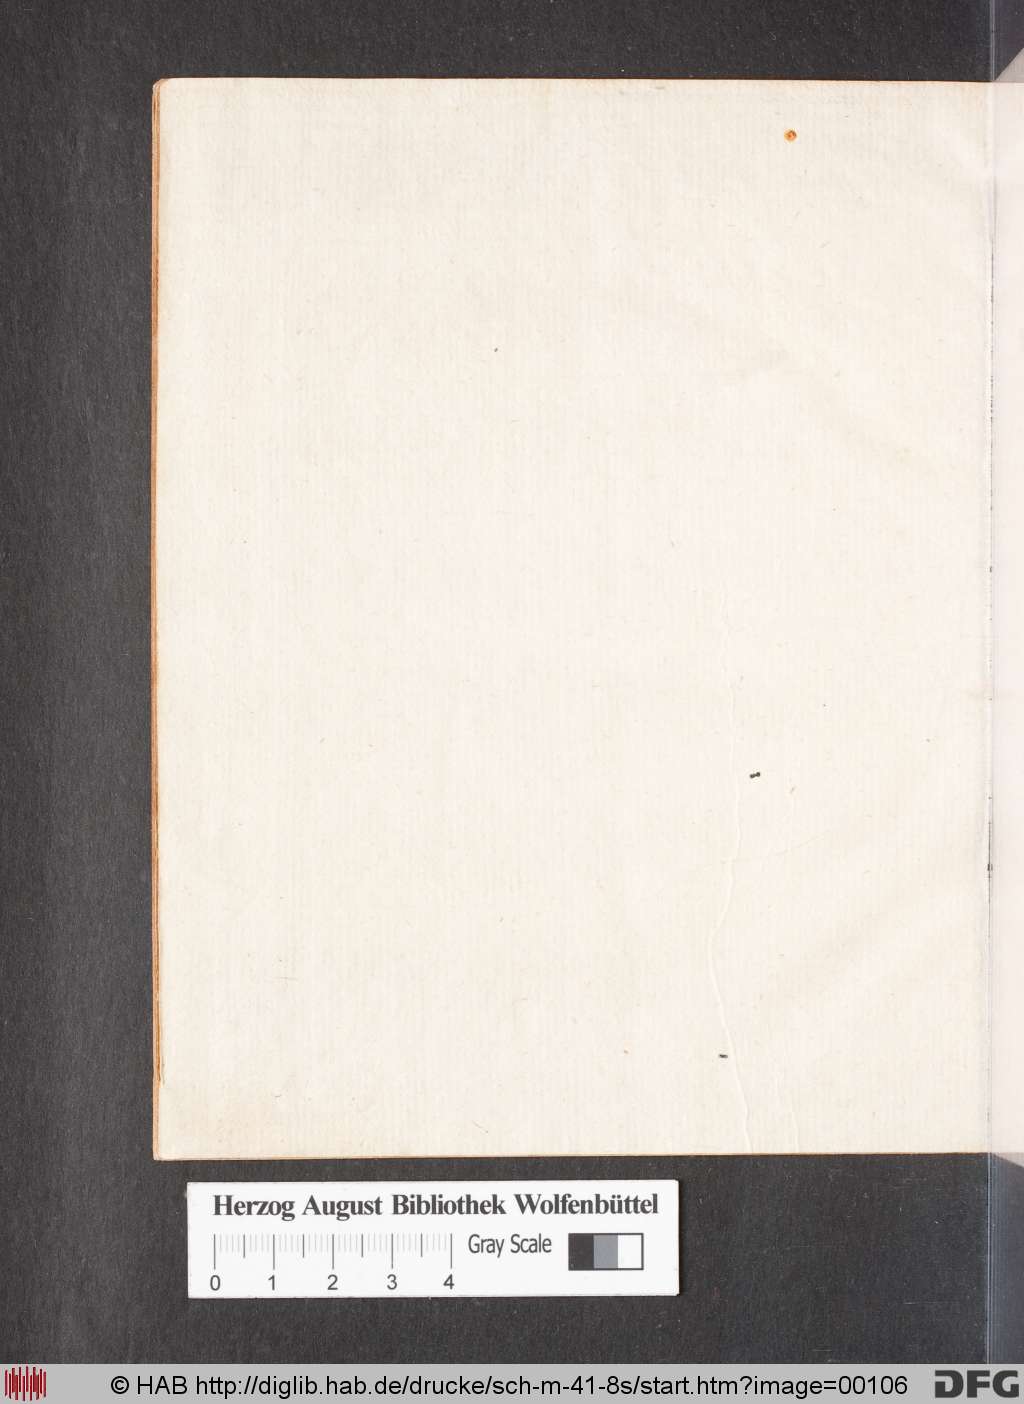 Herzog August Bibliothek Wolfenbüttel
Gray Scale
0 1 2 3 4
© HAB http://diglib.hab.de/drucke/sch-m-41-8s/start.htm?image=00106
DFG